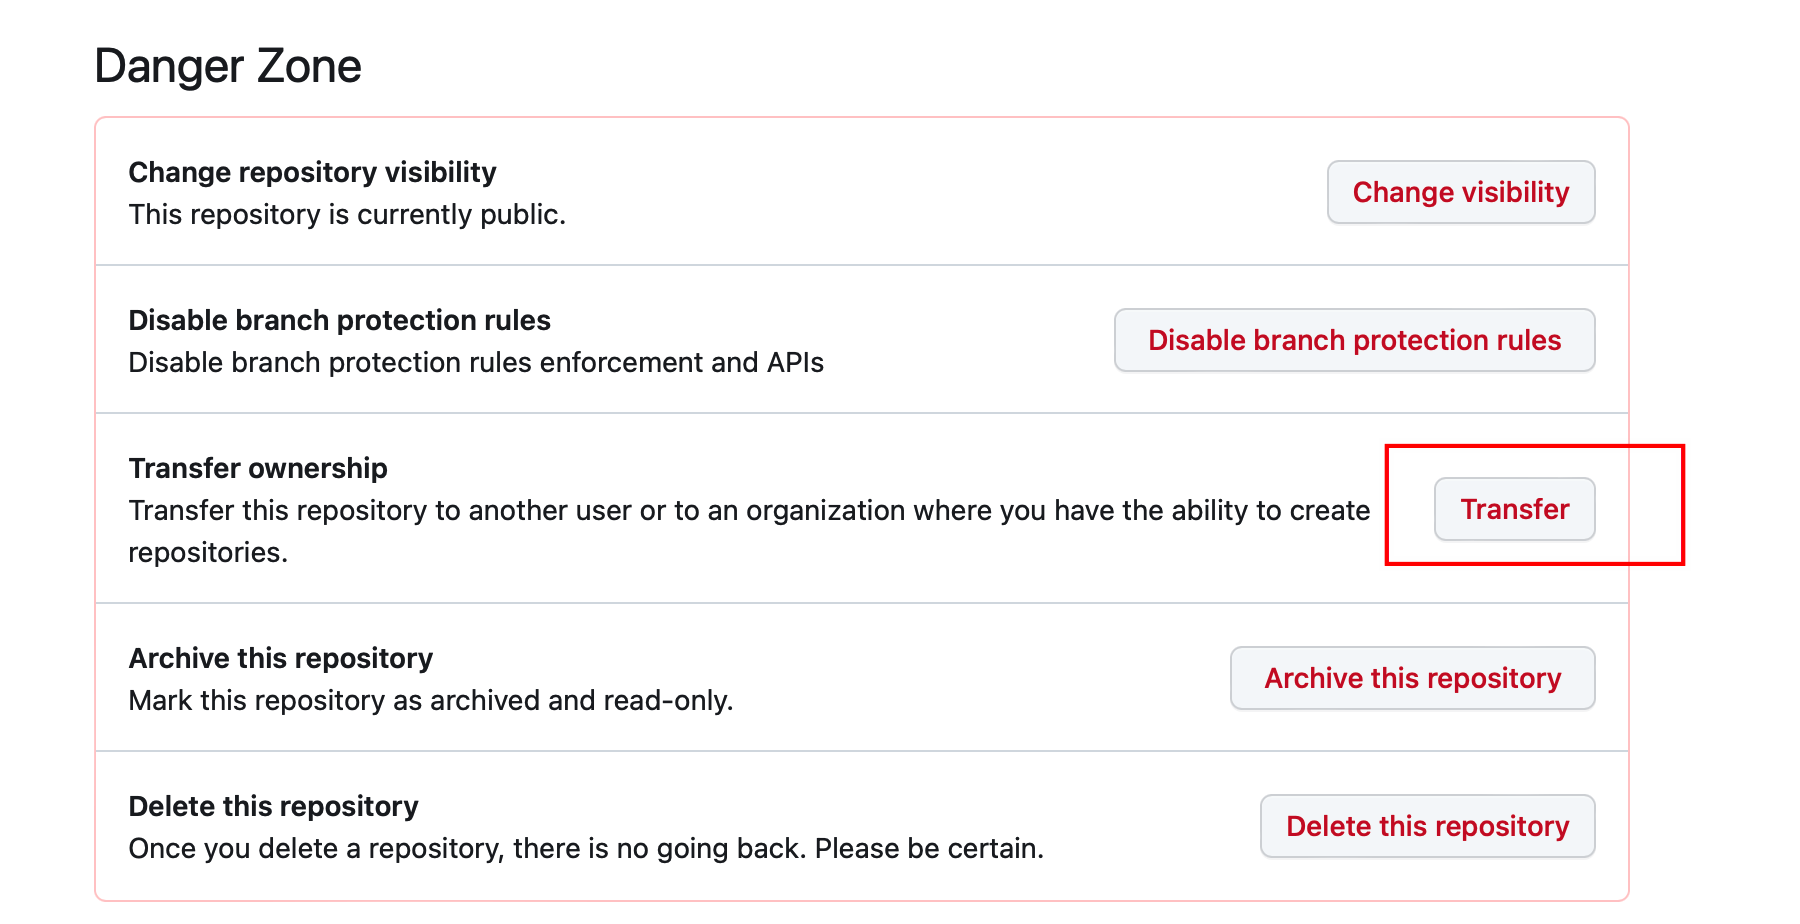 Danger Zone
Change repository visibility
This repository is currently public.
Change visibility
Disable branch protection rules
Disable branch protection rules enforcement and APIs
Disable branch protection rules
Transfer ownership
Transfer this repository to another user or to an organization where you have the ability to create
repositories.
Transfer
Archive this repository
Mark this repository as archived and read-only.
Archive this repository
Delete this repository
Once you delete a repository, there is no going back. Please be certain.
Delete this repository